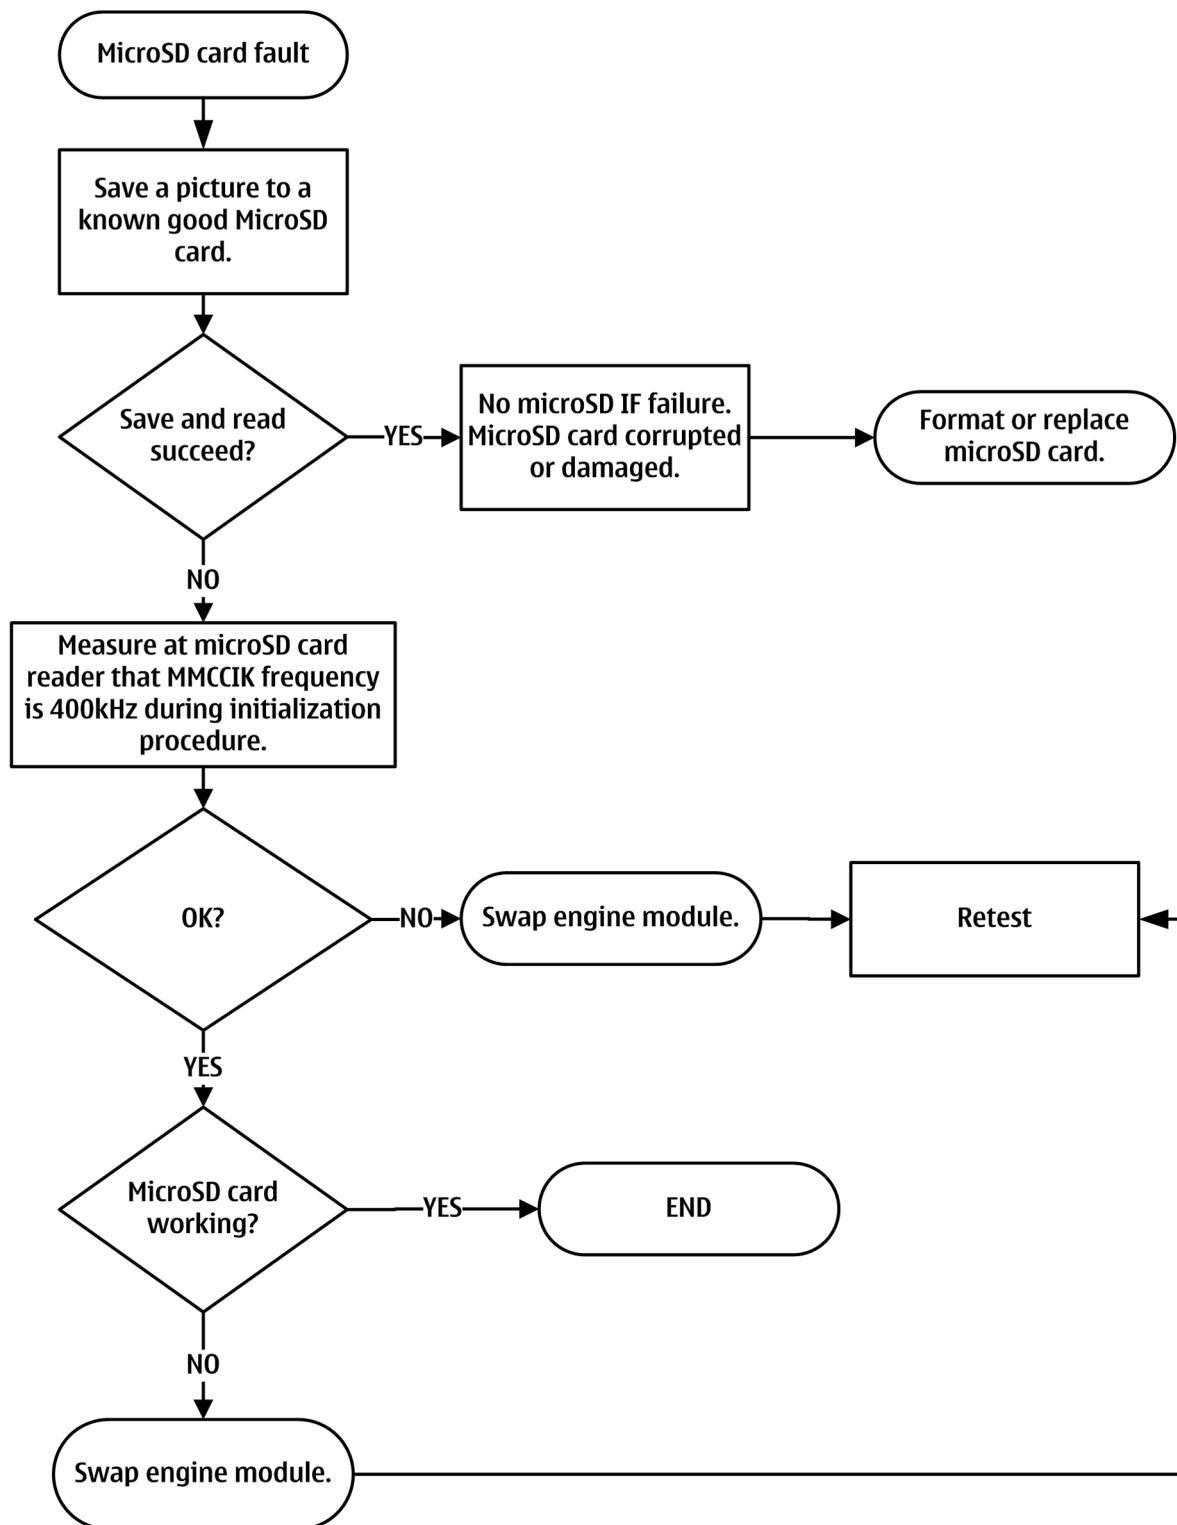 MicroSD card fault
Save a picture to a
known good MicroSD
card.
Save and read
succeed?
YES
No microSD IF failure.
MicroSD card corrupted
or damaged.
Format or replace
microSD card.
NO
Measure at microSD card
reader that MMCCIK frequency
is 400kHz during initialization
procedure.
OK?
NO
Swap engine module.
Retest
YES
MicroSD card
working?
YES
END
NO
Swap engine module.